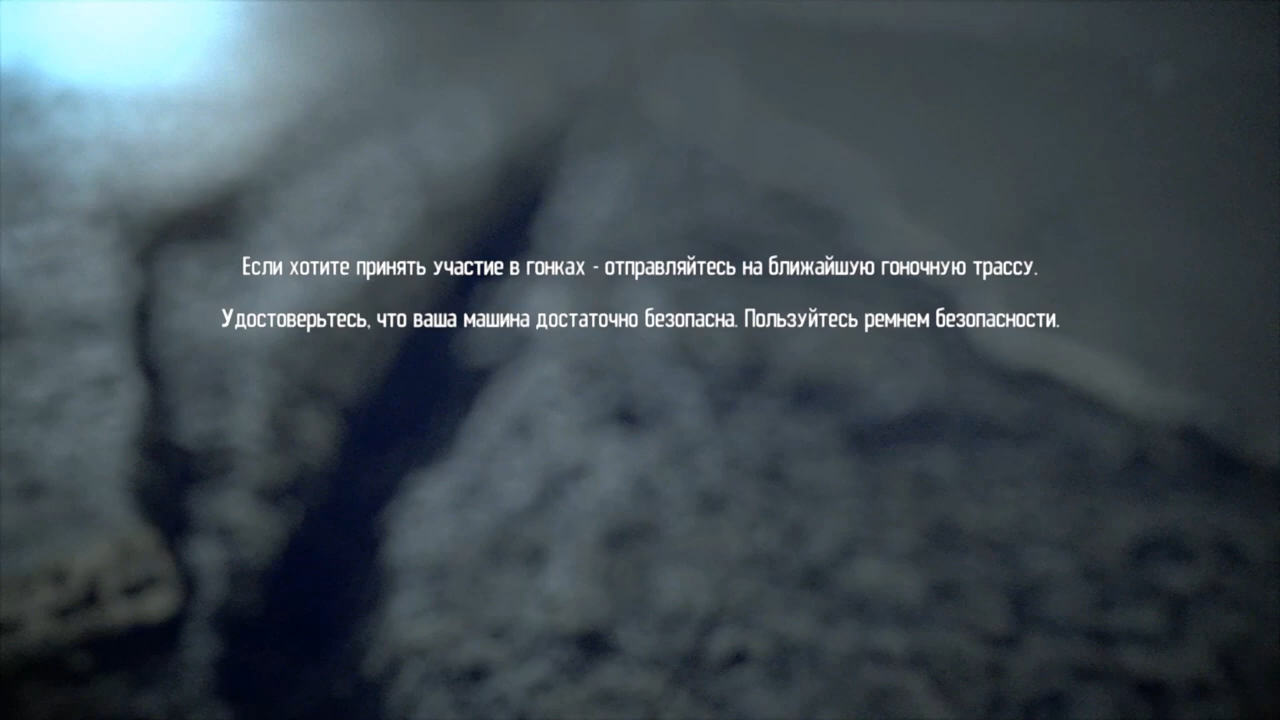 Если хотите принять участие в гонках - отправляйтесь на ближайшую гоночную трассу.
Удостоверьтесь, что ваша машина достаточно безопасна. Пользуйтесь ремнем безопасности.